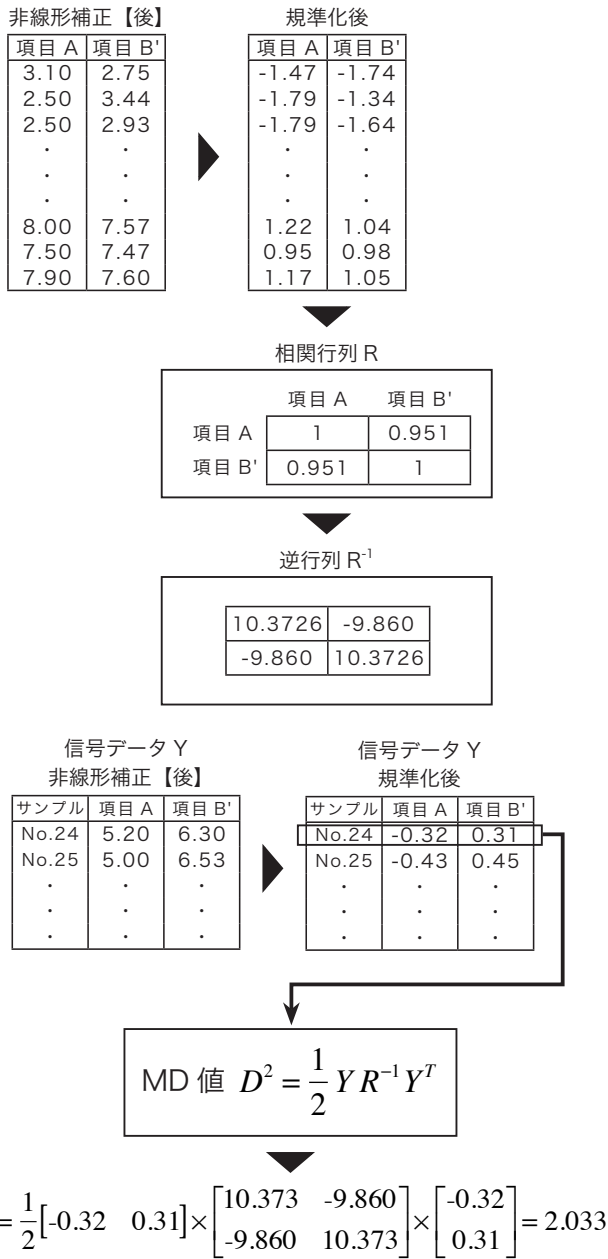 非線形補正【後】
項目 A 項目 B'
3.10 2.75
2.50 3.44
2.50 2.93
· ·
· ·
· ·
8.00 7.57
7.50 7.47
7.90 7.60
規準化後
項目 A 項目 B'
-1.47 -1.74
-1.79 -1.34
-1.79 -1.64
· ·
· ·
· ·
1.22 1.04
0.95 0.98
1.17 1.05
相関行列 R
項目 A 項目 B'
項目 A 1 0.951
項目 B' 0.951 1
逆行列 R⁻¹
10.3726 -9.860
-9.860 10.3726
信号データ Y
非線形補正【後】
サンプル 項目 A 項目 B'
No.24 5.20 6.30
No.25 5.00 6.53
· · ·
· · ·
· · ·
信号データ Y
規準化後
サンプル 項目 A 項目 B'
No.24 -0.32 0.31
No.25 -0.43 0.45
· · ·
· · ·
· · ·
MD 値 D² = 1/2 Y R⁻¹ Yᵀ
= 1/2 [-0.32 0.31] × [10.373 -9.860; -9.860 10.373] × [-0.32; 0.31] = 2.033